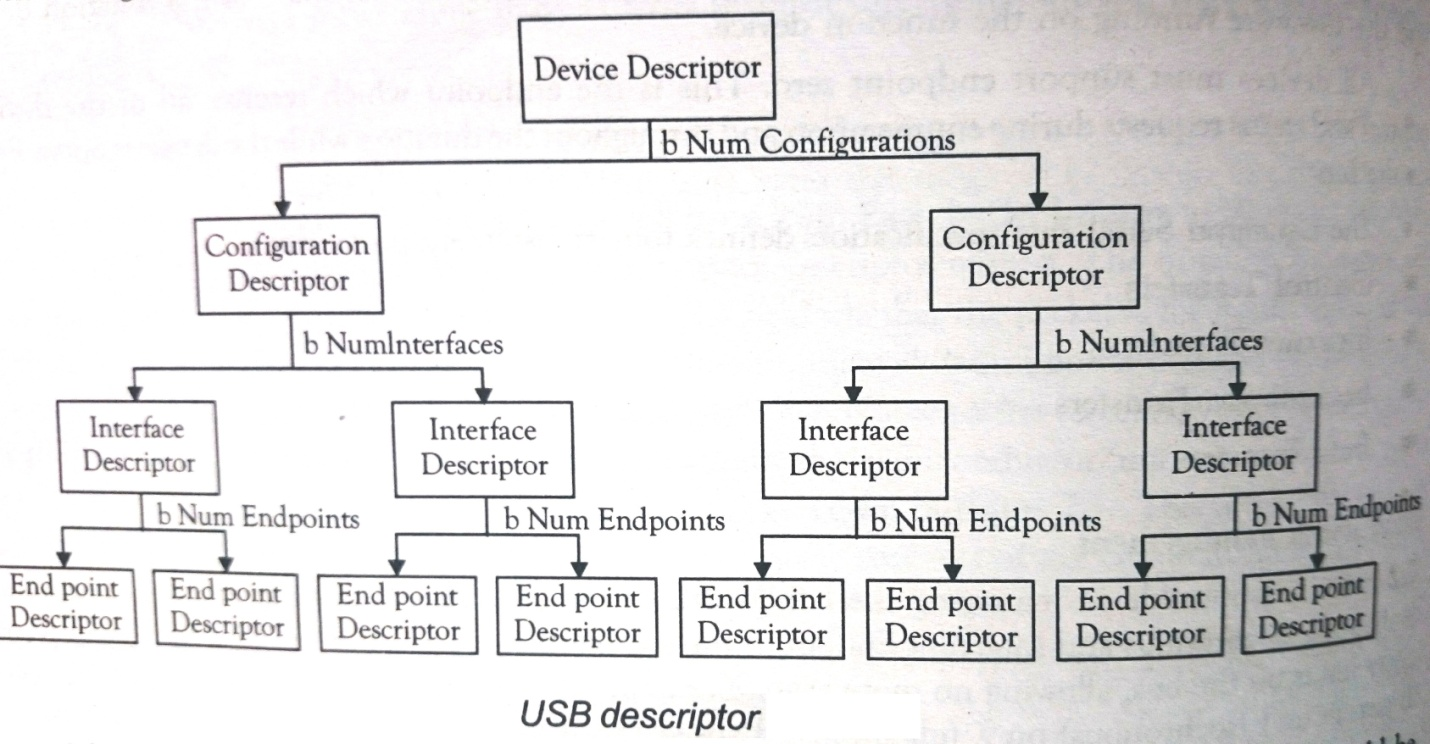 Device Descriptor
b Num Configurations
Configuration
Descriptor
Configuration
Descriptor
b NumInterfaces
b NumInterfaces
Interface
Descriptor
Interface
Descriptor
Interface
Descriptor
Interface
Descriptor
b Num Endpoints
b Num Endpoints
b Num Endpoints
b Num Endpoints
End point
Descriptor
End point
Descriptor
End point
Descriptor
End point
Descriptor
End point
Descriptor
End point
Descriptor
End point
Descriptor
End point
Descriptor
USB descriptor